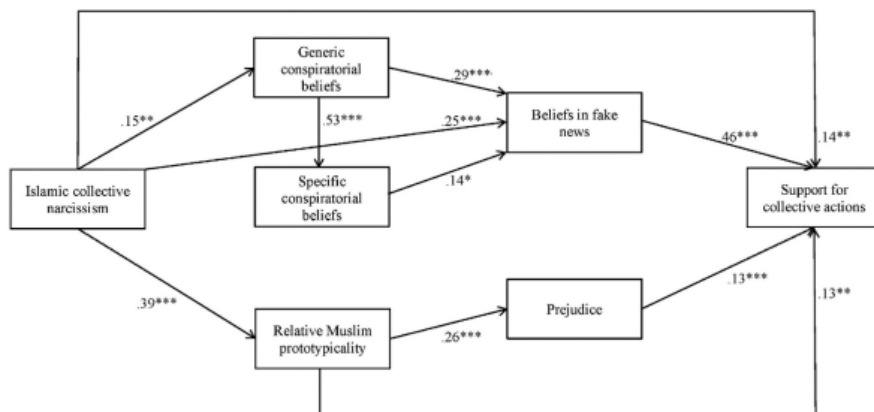 Generic
conspiratorial
beliefs
.29***
.15**
.53***
.25***
Beliefs in fake
news
.46***
.14**
Islamic collective
narcissism
Specific
conspiratorial
beliefs
.14*
Support for
collective actions
.39***
Relative Muslim
prototypicality
.26***
Prejudice
.13***
.13**